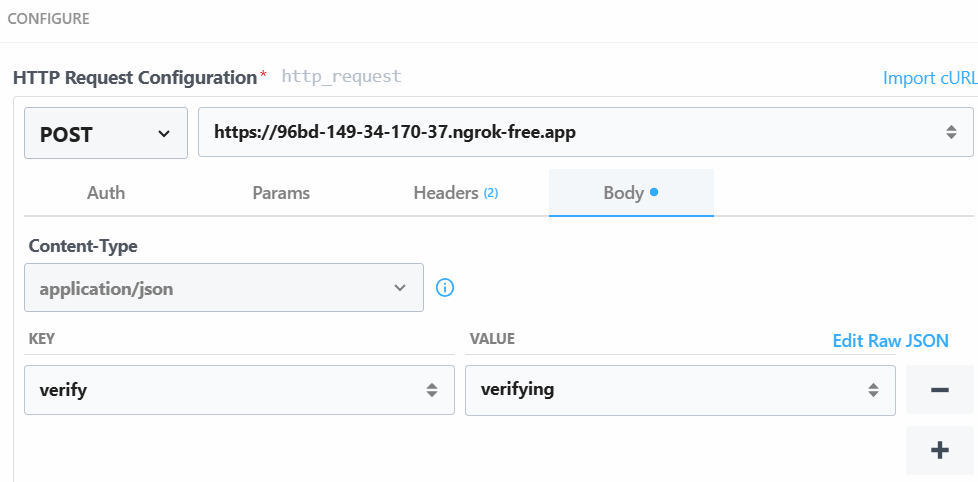 CONFIGURE
HTTP Request Configuration* http_request Import cURL
POST https://96bd-149-34-170-37.ngrok-free.app
Auth Params Headers (2) Body
Content-Type
application/json
KEY VALUE Edit Raw JSON
verify verifying